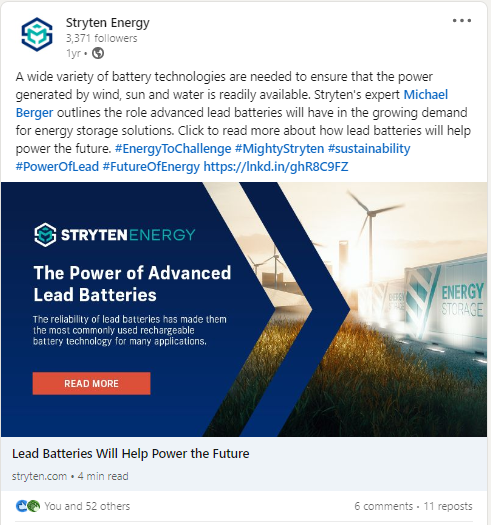 Stryten Energy
3,371 followers
1yr •
A wide variety of battery technologies are needed to ensure that the power
generated by wind, sun and water is readily available. Stryten's expert Michael
Berger outlines the role advanced lead batteries will have in the growing demand
for energy storage solutions. Click to read more about how lead batteries will help
power the future. #EnergyToChallenge #MightyStryten #sustainability
#PowerOfLead #FutureOfEnergy https://lnkd.in/ghR8C9FZ
STRYTEN ENERGY
The Power of Advanced
Lead Batteries
The reliability of lead batteries has made them
the most commonly used rechargeable
battery technology for many applications.
READ MORE
ENERGY
STORAGE
ENERGY
STORAGE
Lead Batteries Will Help Power the Future
stryten.com • 4 min read
You and 52 others
6 comments • 11 reposts